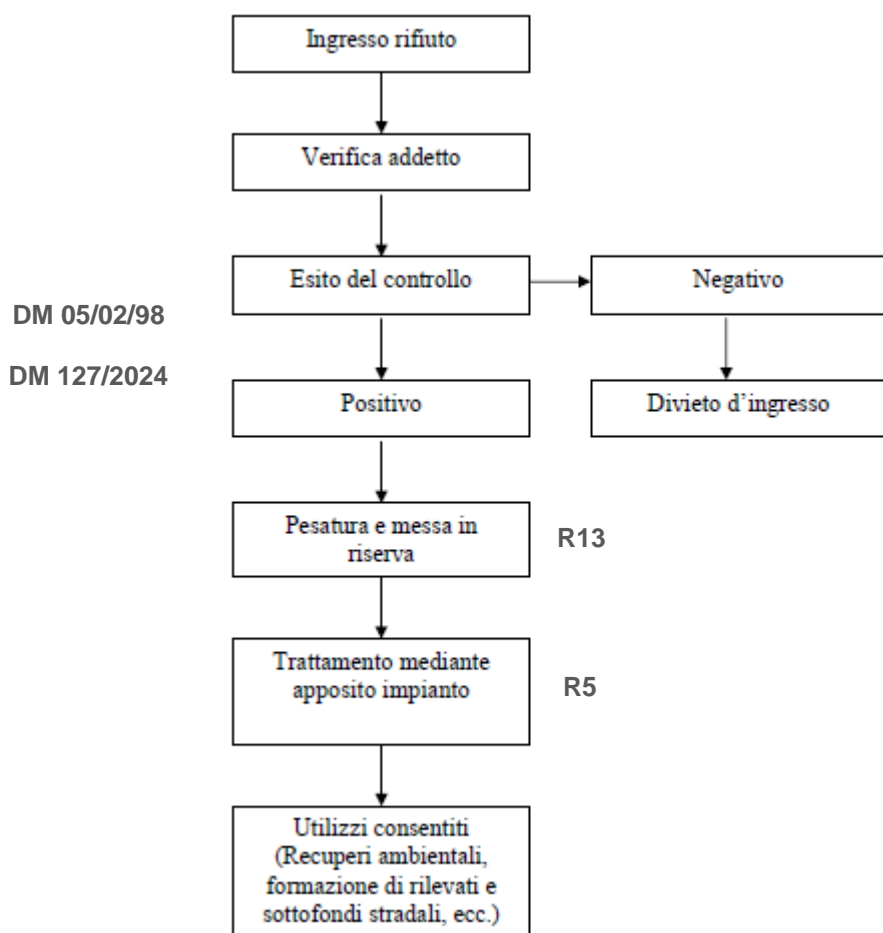 Ingresso rifiuto
Verifica addetto
Esito del controllo
Negativo
DM 05/02/98
DM 127/2024
Positivo
Divieto d’ingresso
Pesatura e messa in
riserva
R13
Trattamento mediante
apposito impianto
R5
Utilizzi consentiti
(Recuperi ambientali,
formazione di rilevati e
sottofondi stradali, ecc.)